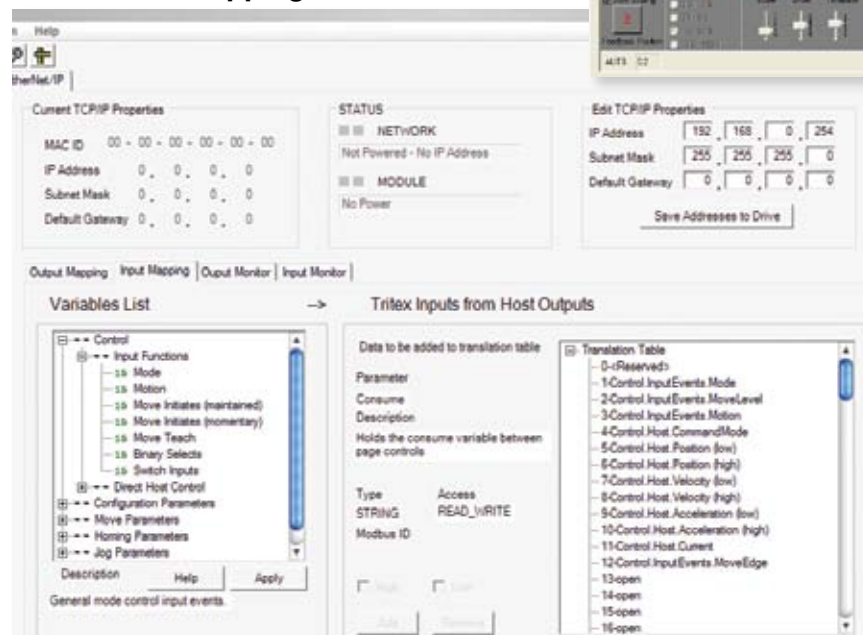 Help
herNet/IP
Current TCP/IP Properties
MAC ID 00 - 00 - 00 - 00 - 00 - 00
IP Address 0 . 0 . 0 . 0
Subnet Mask 0 . 0 . 0 . 0
Default Gateway 0 . 0 . 0 . 0
STATUS
NETWORK
Not Powered - No IP Address
MODULE
No Power
Edit TCP/IP Properties
IP Address 192 . 168 . 0 . 254
Subnet Mask 255 . 255 . 255 . 0
Default Gateway 0 . 0 . 0 . 0
Save Addresses to Drive
Output Mapping Input Mapping Ouput Monitor Input Monitor
Variables List -->
Control
Input Functions
16 Mode
16 Motion
16 Move Initiates (maintained)
16 Move Initiates (momentary)
16 Move Teach
16 Binary Selects
16 Switch Inputs
Direct Host Control
Configuration Parameters
Move Parameters
Homing Parameters
Jog Parameters
Description Help Apply
General mode control input events.
Tritex Inputs from Host Outputs
Data to be added to translation table
Parameter
Consume
Description
Holds the consume variable between
page controls
Type Access
STRING READ_WRITE
Modbus ID
Translation Table
0-<Reserved>
1-Control.InputEvents.Mode
2-Control.InputEvents.MoveLevel
3-Control.InputEvents.Motion
4-Control.Host.CommandMode
5-Control.Host.Position (low)
6-Control.Host.Position (high)
7-Control.Host.Velocity (low)
8-Control.Host.Velocity (high)
9-Control.Host.Acceleration (low)
10-Control.Host.Acceleration (high)
11-Control.Host.Current
12-Control.InputEvents.MoveEdge
13-open
14-open
15-open
16-open